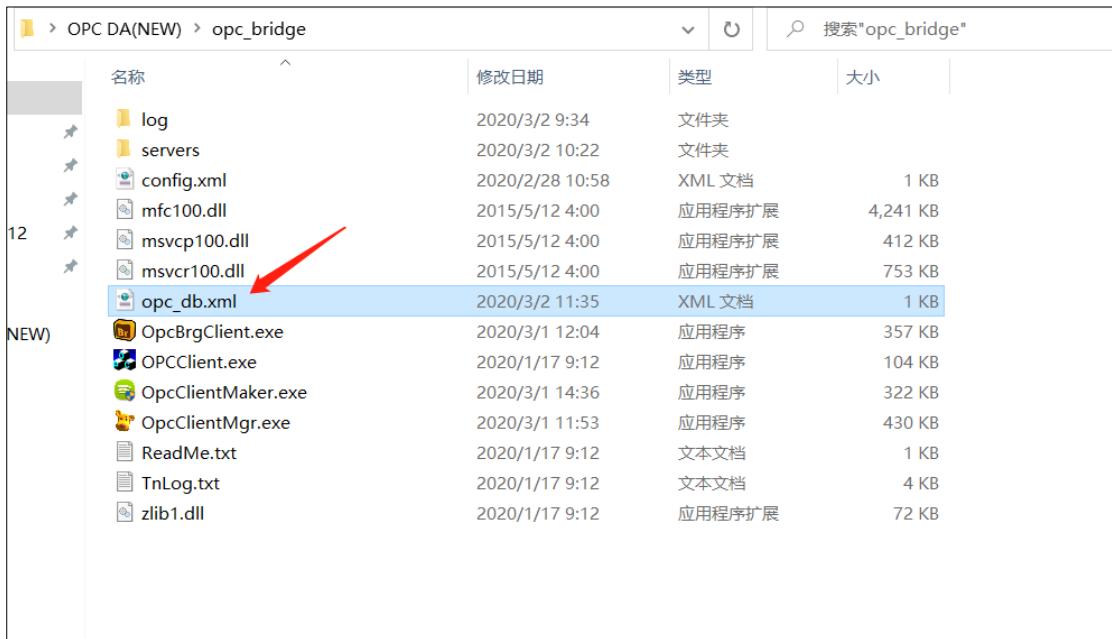 OPC DA(NEW) > opc_bridge 搜索"opc_bridge"
名称 修改日期 类型 大小
log 2020/3/2 9:34 文件夹
servers 2020/3/2 10:22 文件夹
config.xml 2020/2/28 10:58 XML 文档 1 KB
mfc100.dll 2015/5/12 4:00 应用程序扩展 4,241 KB
12 msvcp100.dll 2015/5/12 4:00 应用程序扩展 412 KB
msvcr100.dll 2015/5/12 4:00 应用程序扩展 753 KB
opc_db.xml 2020/3/2 11:35 XML 文档 1 KB
NEW) OpcBrgClient.exe 2020/3/1 12:04 应用程序 357 KB
OPCClient.exe 2020/1/17 9:12 应用程序 104 KB
OpcClientMaker.exe 2020/3/1 14:36 应用程序 322 KB
OpcClientMgr.exe 2020/3/1 11:53 应用程序 430 KB
ReadMe.txt 2020/1/17 9:12 文本文档 1 KB
TnLog.txt 2020/1/17 9:12 文本文档 4 KB
zlib1.dll 2020/1/17 9:12 应用程序扩展 72 KB